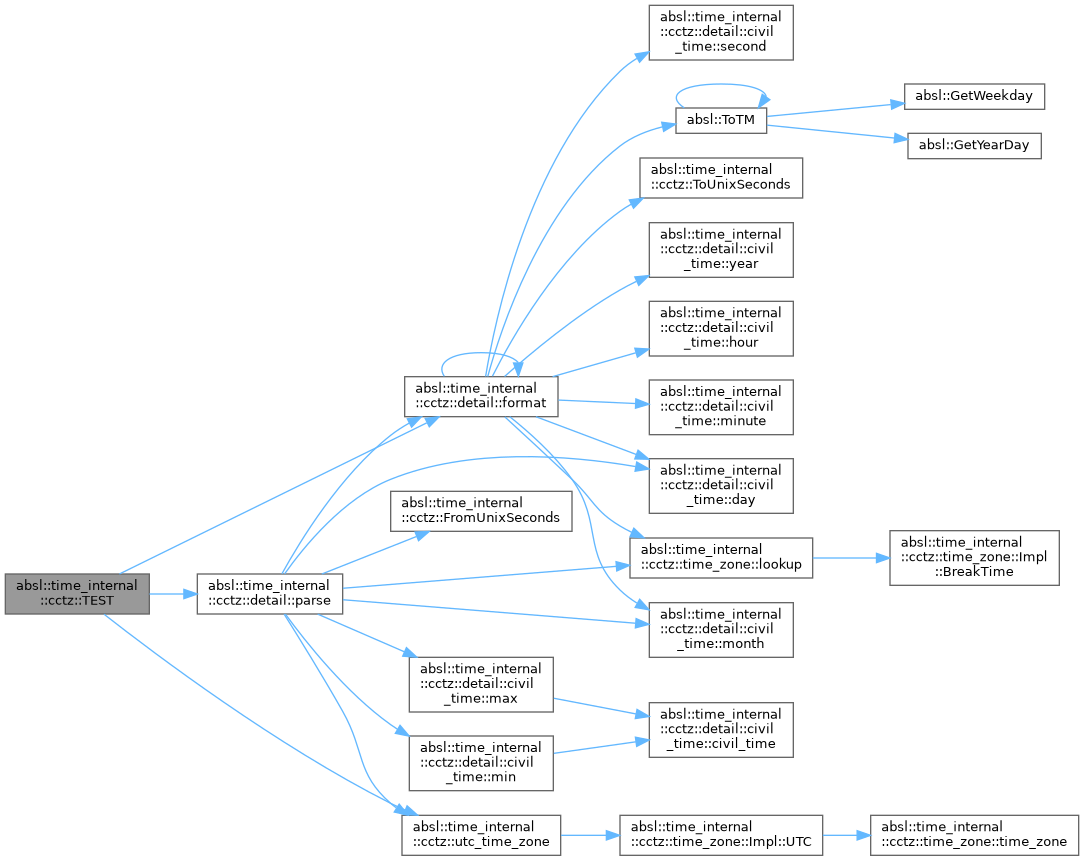 absl::time_internal
::cctz::detail::civil
_time::second
absl::ToTM
absl::GetWeekday
absl::GetYearDay
absl::time_internal
::cctz::ToUnixSeconds
absl::time_internal
::cctz::detail::civil
_time::year
absl::time_internal
::cctz::detail::civil
_time::hour
absl::time_internal
::cctz::detail::format
absl::time_internal
::cctz::detail::civil
_time::minute
absl::time_internal
::cctz::detail::civil
_time::day
absl::time_internal
::cctz::FromUnixSeconds
absl::time_internal
::cctz::time_zone::lookup
absl::time_internal
::cctz::time_zone::Impl
::BreakTime
absl::time_internal
::cctz::TEST
absl::time_internal
::cctz::detail::parse
absl::time_internal
::cctz::detail::civil
_time::month
absl::time_internal
::cctz::detail::civil
_time::max
absl::time_internal
::cctz::detail::civil
_time::civil_time
absl::time_internal
::cctz::detail::civil
_time::min
absl::time_internal
::cctz::utc_time_zone
absl::time_internal
::cctz::time_zone::Impl::UTC
absl::time_internal
::cctz::time_zone::time_zone